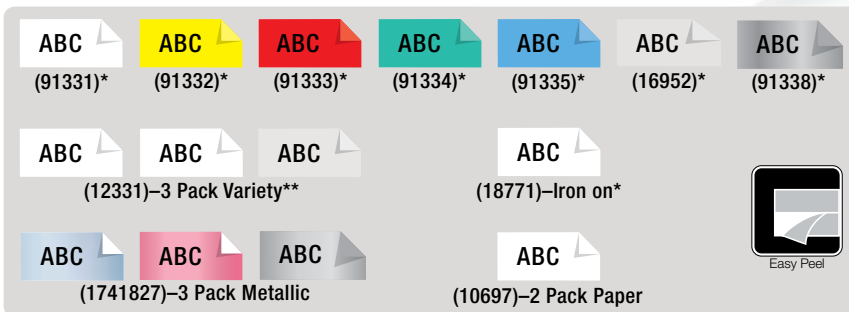 ABC ABC ABC ABC ABC ABC ABC
(91331)* (91332)* (91333)* (91334)* (91335)* (16952)* (91338)*
ABC ABC ABC ABC
(12331)–3 Pack Variety** (18771)–Iron on*
ABC ABC ABC ABC
Easy Peel
(1741827)–3 Pack Metallic (10697)–2 Pack Paper